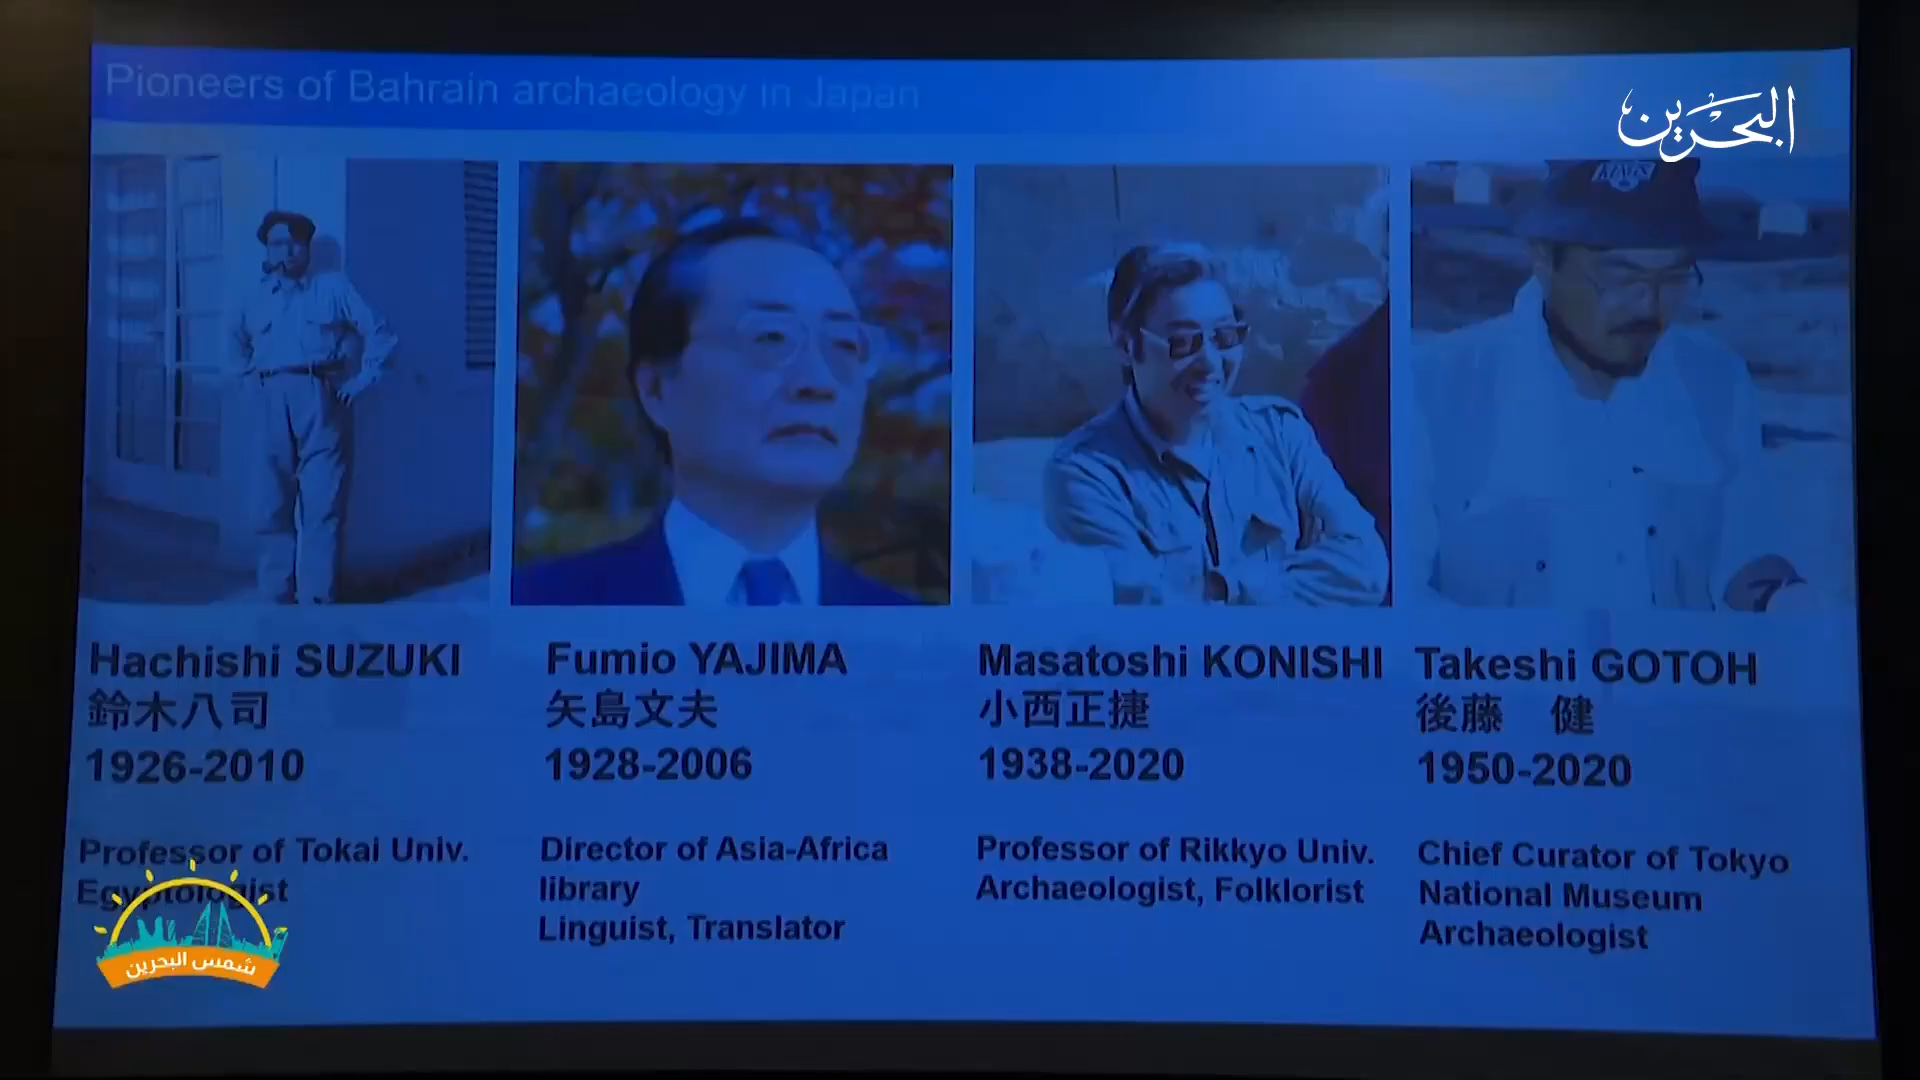 Pioneers of Bahrain archaeology in Japan
البحرين
KINGS
Hachishi SUZUKI
鈴木八司
1926-2010
Professor of Tokai Univ.
Egyptologist
Fumio YAJIMA
矢島文夫
1928-2006
Director of Asia-Africa
library
Linguist, Translator
Masatoshi KONISHI
小西正捷
1938-2020
Professor of Rikkyo Univ.
Archaeologist, Folklorist
Takeshi GOTOH
後藤　健
1950-2020
Chief Curator of Tokyo
National Museum
Archaeologist
شمس البحرين